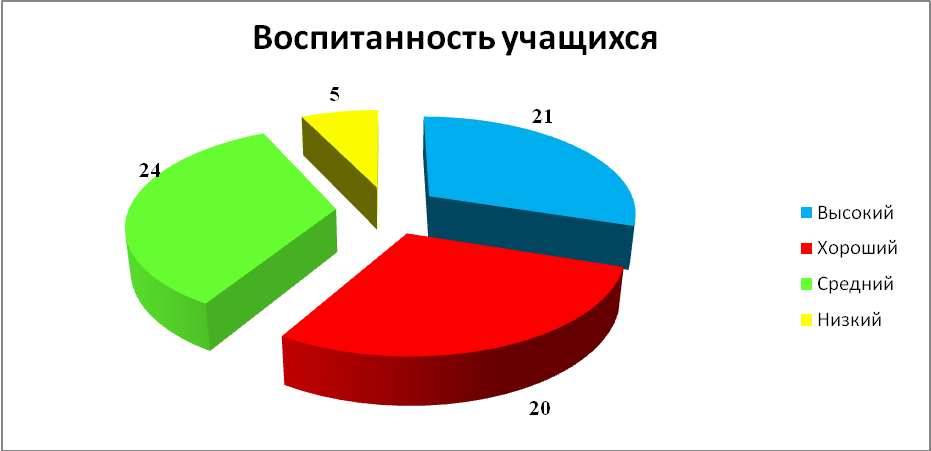 Воспитанность учащихся
5
21
24
20
Высокий
Хороший
Средний
Низкий